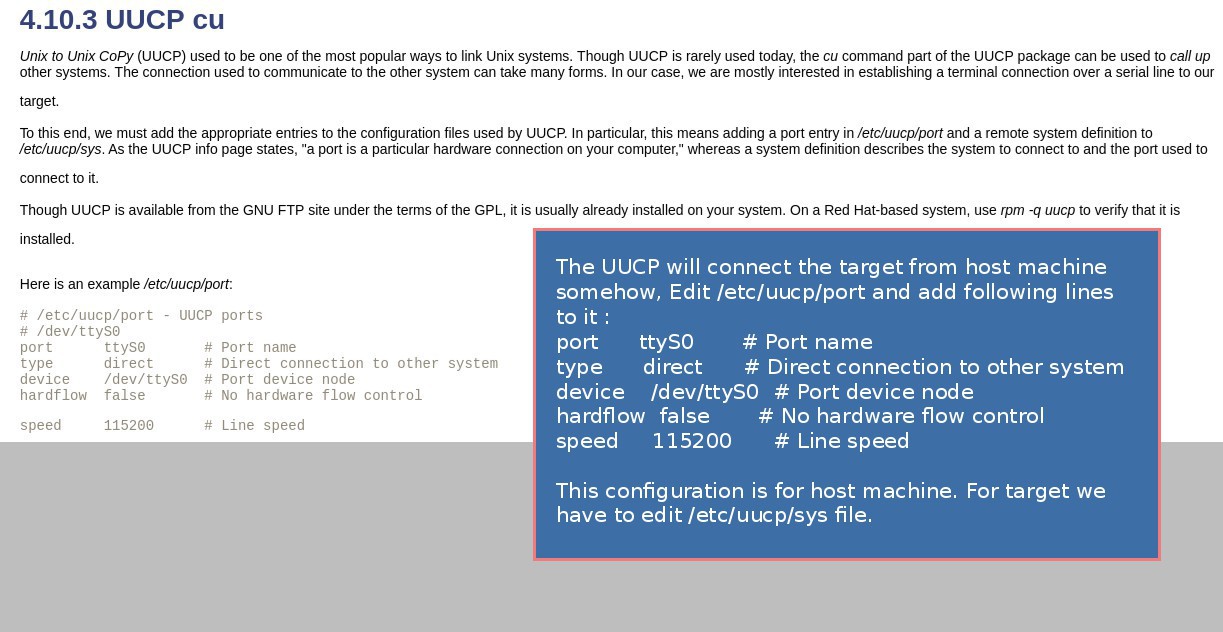 4.10.3 UUCP cu
Unix to Unix CoPy (UUCP) used to be one of the most popular ways to link Unix systems. Though UUCP is rarely used today, the cu command part of the UUCP package can be used to call up
other systems. The connection used to communicate to the other system can take many forms. In our case, we are mostly interested in establishing a terminal connection over a serial line to our
target.
To this end, we must add the appropriate entries to the configuration files used by UUCP. In particular, this means adding a port entry in /etc/uucp/port and a remote system definition to
/etc/uucp/sys. As the UUCP info page states, "a port is a particular hardware connection on your computer," whereas a system definition describes the system to connect to and the port used to
connect to it.
Though UUCP is available from the GNU FTP site under the terms of the GPL, it is usually already installed on your system. On a Red Hat-based system, use rpm -q uucp to verify that it is
installed.
Here is an example /etc/uucp/port:
# /etc/uucp/port - UUCP ports
# /dev/ttyS0
port ttyS0 # Port name
type direct # Direct connection to other system
device /dev/ttyS0 # Port device node
hardflow false # No hardware flow control
speed 115200 # Line speed
The UUCP will connect the target from host machine
somehow, Edit /etc/uucp/port and add following lines
to it :
port ttyS0 # Port name
type direct # Direct connection to other system
device /dev/ttyS0 # Port device node
hardflow false # No hardware flow control
speed 115200 # Line speed
This configuration is for host machine. For target we
have to edit /etc/uucp/sys file.